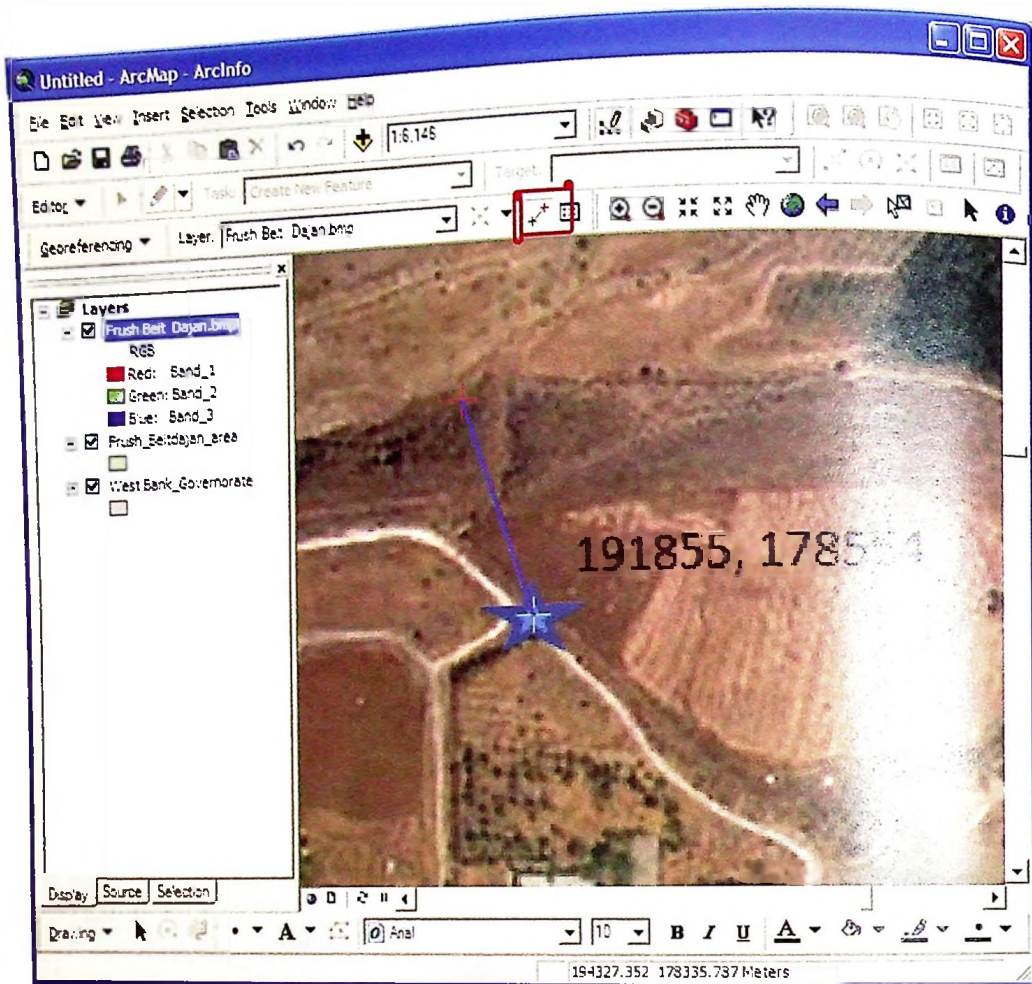 Untitled - ArcMap - ArcInfo
File Edit View Insert Selection Tools Window Help
1:6,146
Editor Task: Create New Feature Target:
Georeferencing Layer: Frush Beit Dajan.bmp
Layers
Frush Beit Dajan.bmp
RGB
Red: Band_1
Green: Band_2
Blue: Band_3
Frush_Beitdajan_area
West Bank_Governorate
191855, 178
Display Source Selection
Drawing A Arial 10 B I U A
194327.352 178335.737 Meters